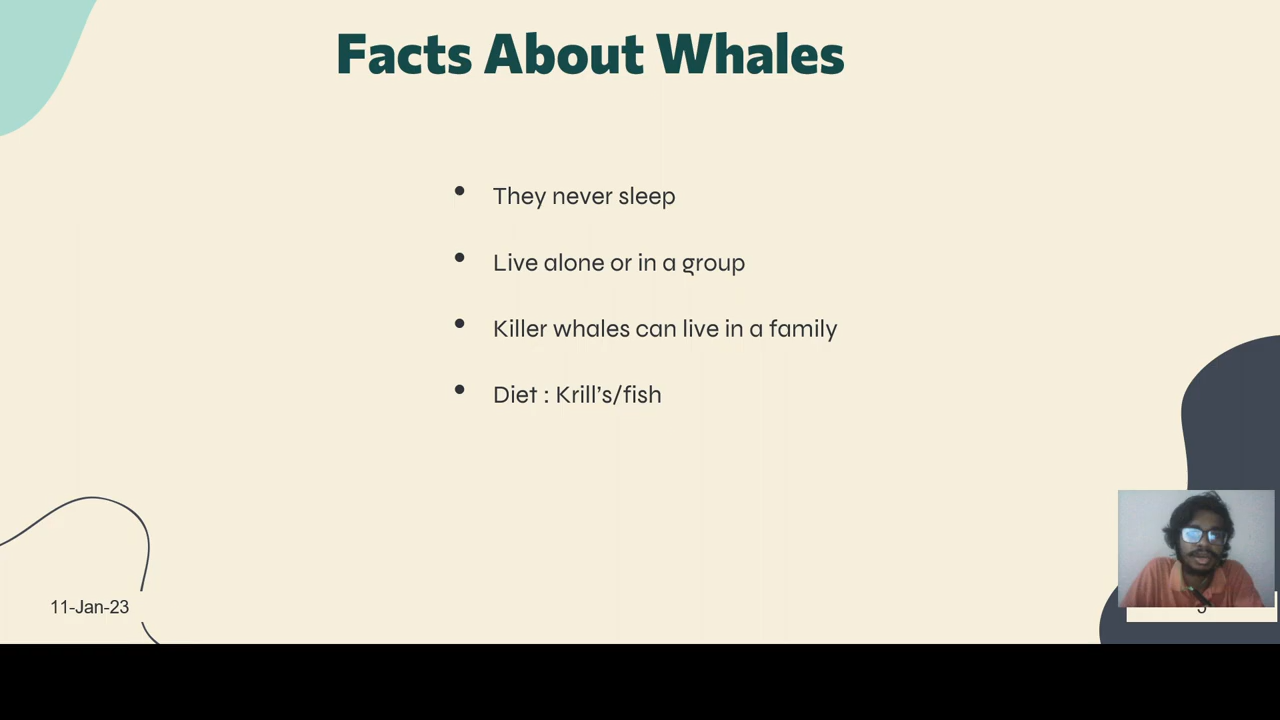 Facts About Whales
• They never sleep
• Live alone or in a group
• Killer whales can live in a family
• Diet : Krill’s/fish
11-Jan-23